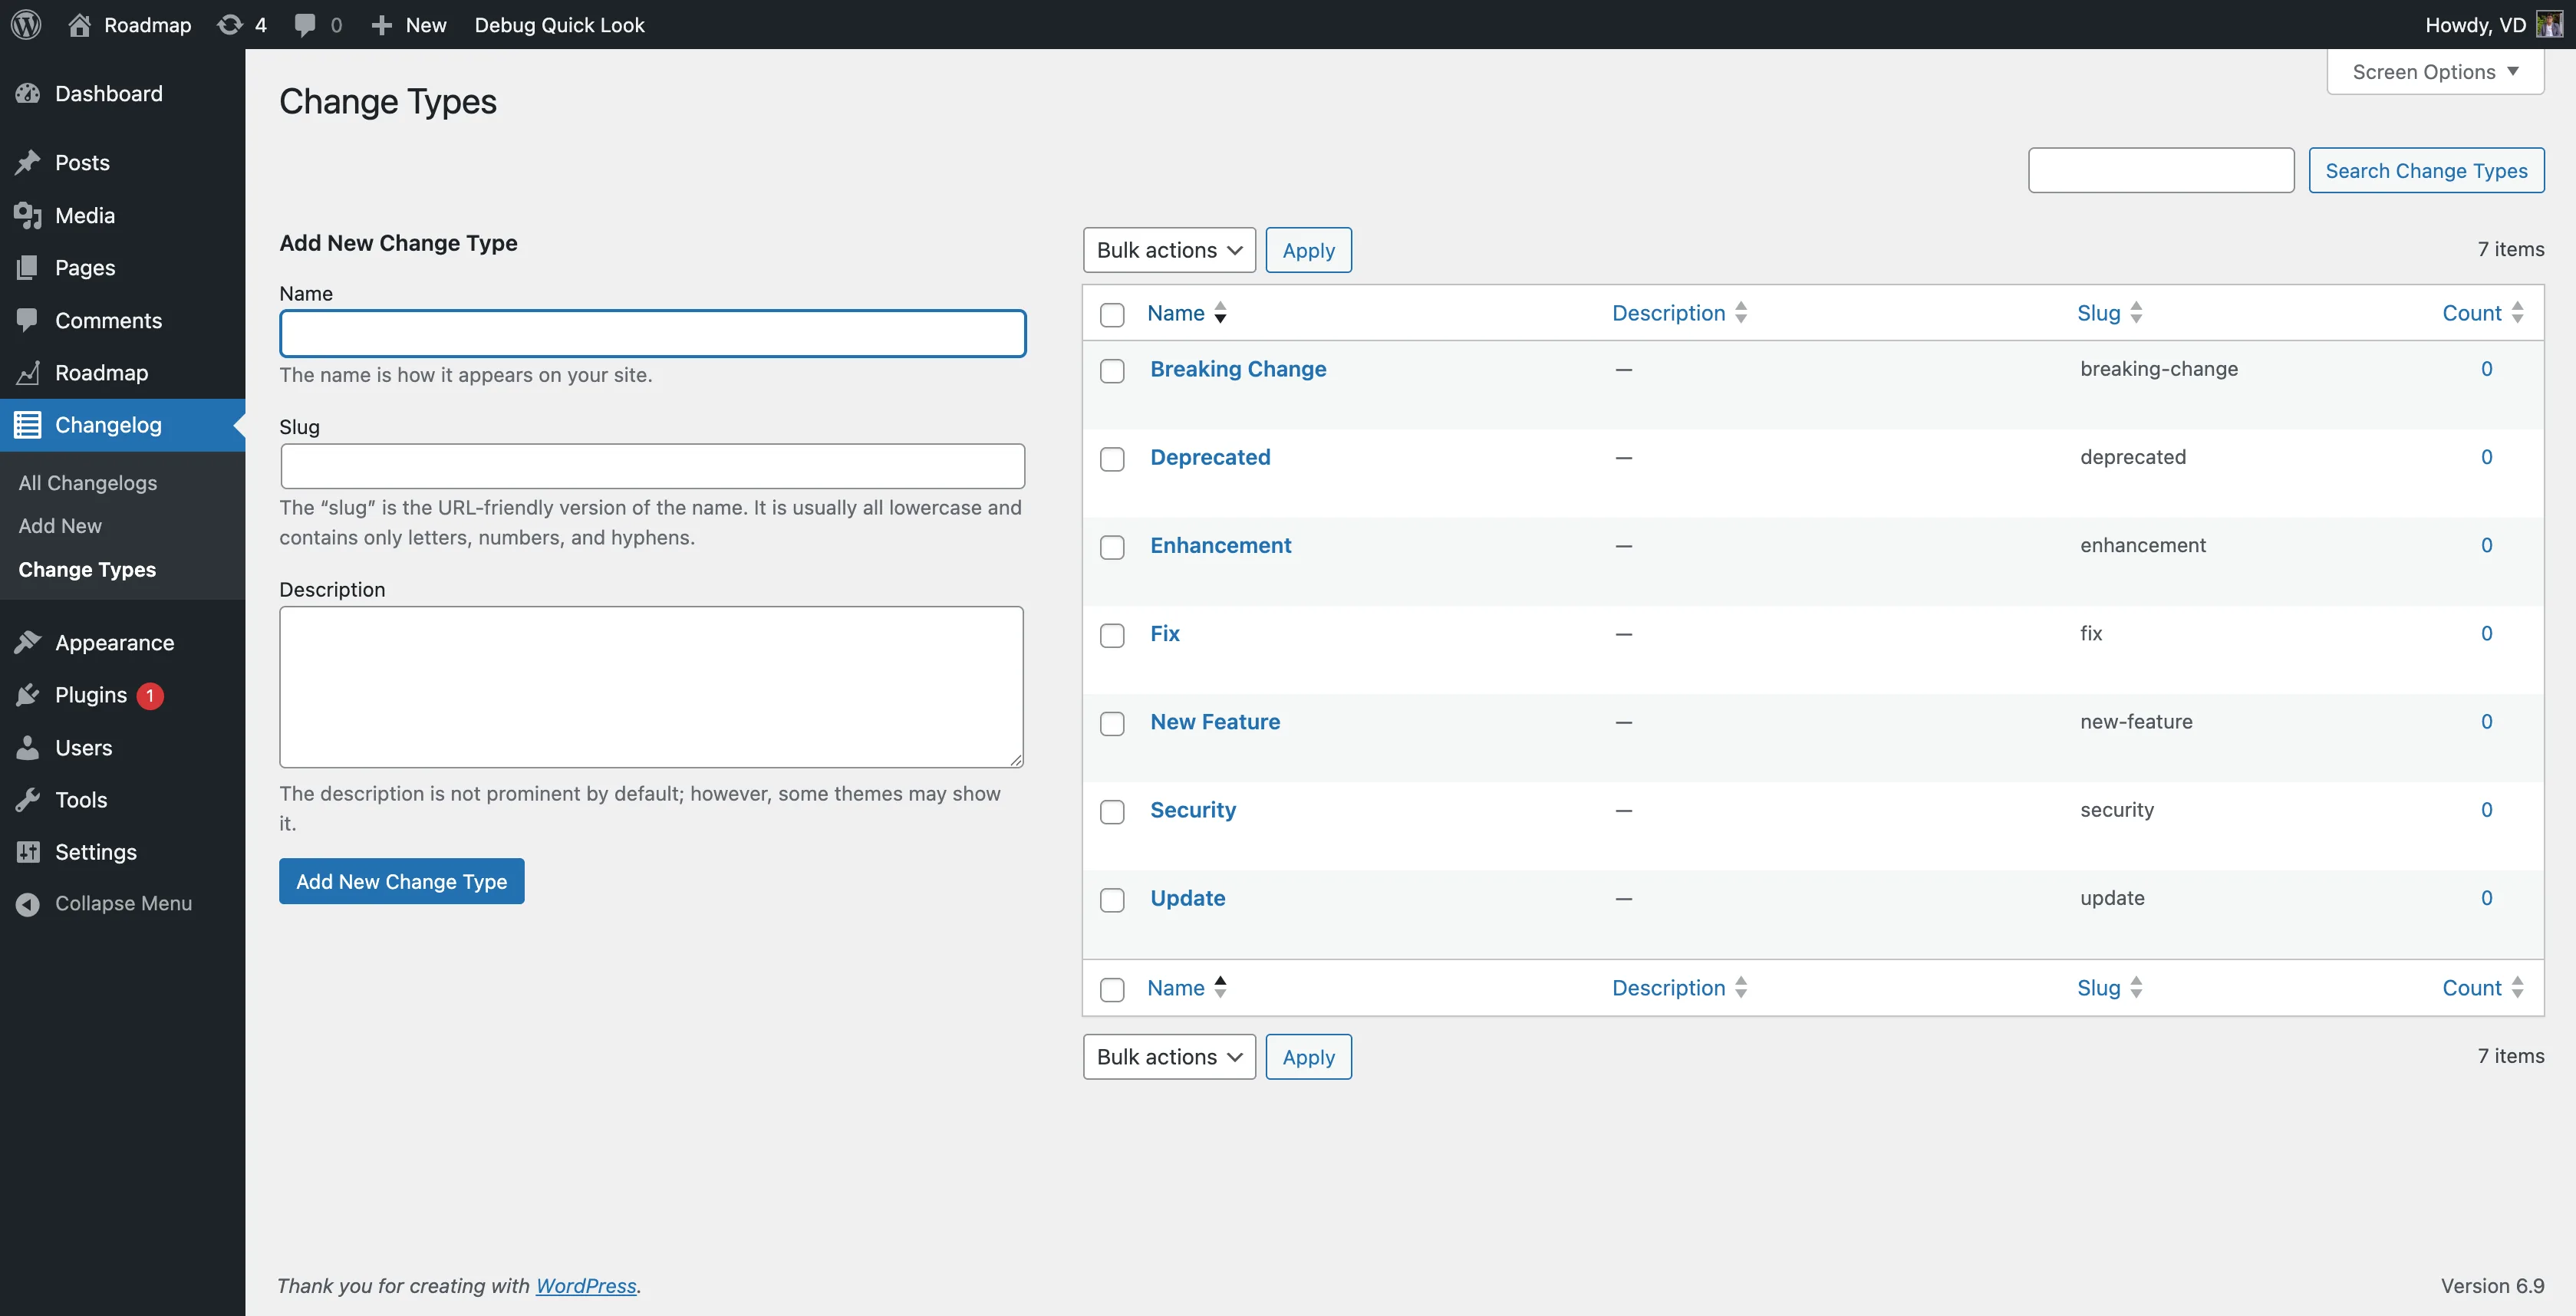 Roadmap
4
0
New
Debug Quick Look
Howdy, VD
Dashboard
Posts
Media
Pages
Comments
Roadmap
Changelog
All Changelogs
Add New
Change Types
Appearance
Plugins 1
Users
Tools
Settings
Collapse Menu
Screen Options
Change Types
Search Change Types
Add New Change Type
Name
The name is how it appears on your site.
Slug
The “slug” is the URL-friendly version of the name. It is usually all lowercase and
contains only letters, numbers, and hyphens.
Description
The description is not prominent by default; however, some themes may show
it.
Add New Change Type
Bulk actions Apply 7 items
Name Description Slug Count
Breaking Change — breaking-change 0
Deprecated — deprecated 0
Enhancement — enhancement 0
Fix — fix 0
New Feature — new-feature 0
Security — security 0
Update — update 0
Name Description Slug Count
Bulk actions Apply 7 items
Thank you for creating with WordPress.
Version 6.9